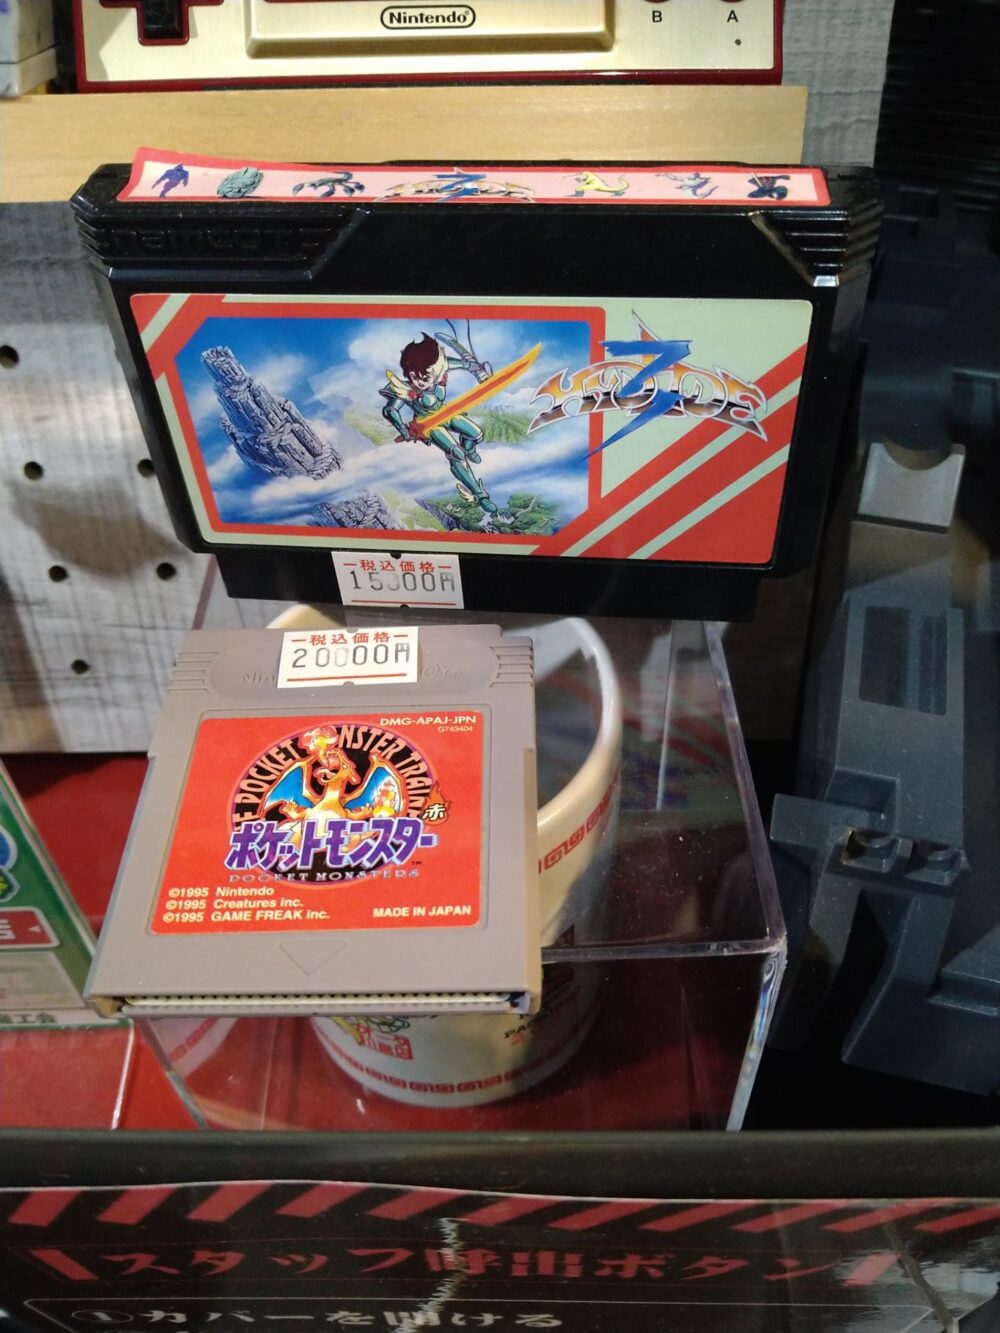 Nintendo
B A
namcot
3
HYDLIDE
税込価格
15000円
税込価格
20000円
DMG-APAJ-JPN
G743404
THE POCKET MONSTER TRAINER
赤
ポケットモンスター
TM
POCKET MONSTERS
©1995 Nintendo
©1995 Creatures inc.
©1995 GAME FREAK inc.
MADE IN JAPAN
スタッフ呼出ボタン
①カバーを開ける